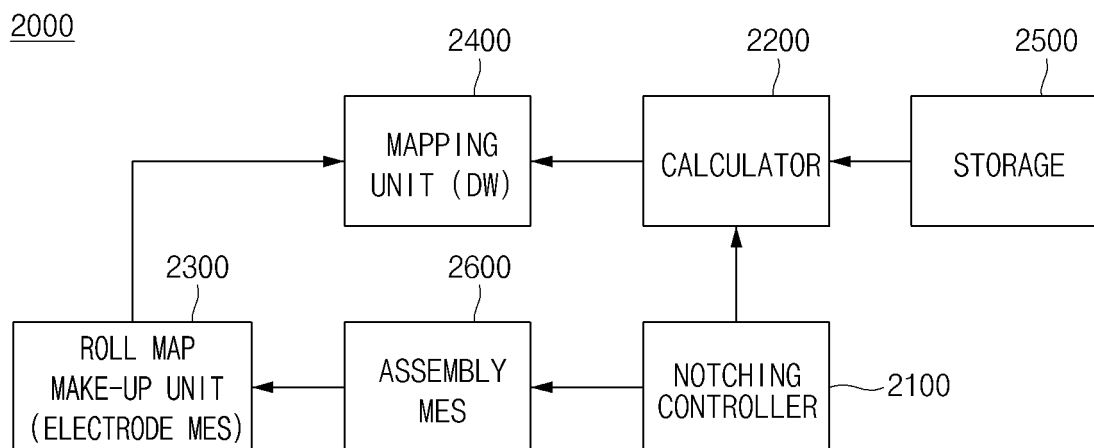 2000
2400
2200
2500
MAPPING
UNIT (DW)
CALCULATOR
STORAGE
2300
2600
ROLL MAP
MAKE-UP UNIT
(ELECTRODE MES)
ASSEMBLY
MES
NOTCHING
CONTROLLER
2100